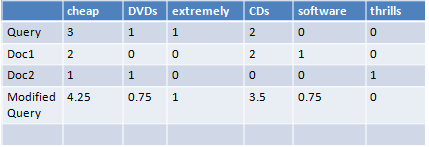 cheap DVDs extremely CDs software thrills
Query 3 1 1 2 0 0
Doc1 2 0 0 2 1 0
Doc2 1 1 0 0 0 1
Modified 4.25 0.75 1 3.5 0.75 0
Query